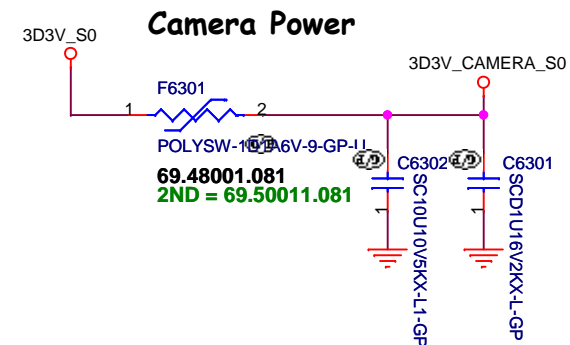 Camera Power
3D3V_S0
3D3V_CAMERA_S0
F6301
1
2
69.48001.081
2ND = 69.50011.081
C6302
C6301
1
1
SC10U10V5KX-L1-GP
SCD1U16V2KX-L-GP